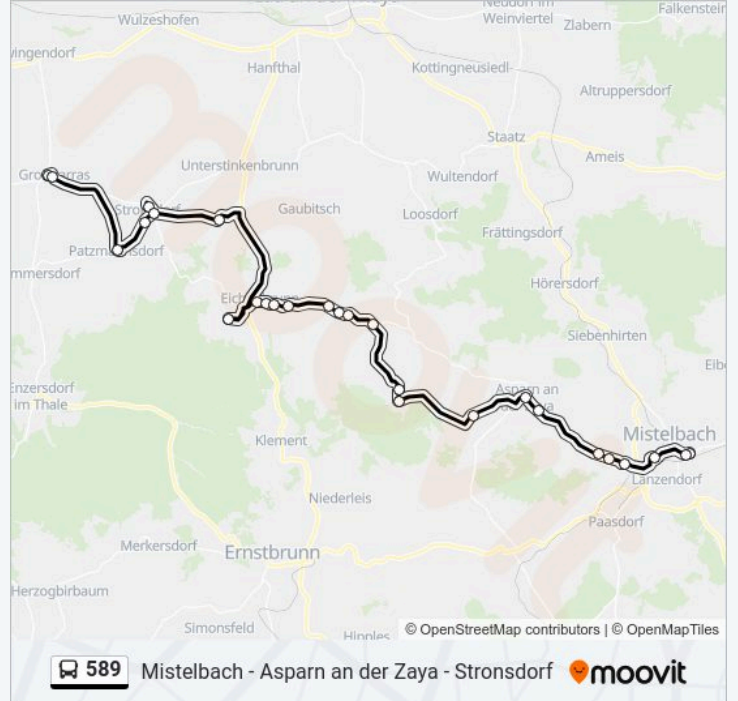 Neudorf im
Weinviertel
Falkenstein
Wulzeshofen
Zlabern
Hanfthal
Kottingneusiedl
Altruppersdorf
Staatz
Ameis
Unterstinkenbrunn
Wultendorf
Gaubitsch
Loosdorf
Frättingsdorf
Hörersdorf
Siebenhirten
Enzersdorf
im Thale
Asparn an
Klement
Mistelbach
Lanzendorf
Niederleis
Paasdorf
Merkersdorf
Ernstbrunn
Herzogbirbaum
Simonsfeld
© OpenStreetMap contributors | © OpenMapTiles
589 Mistelbach - Asparn an der Zaya - Stronsdorf moovit